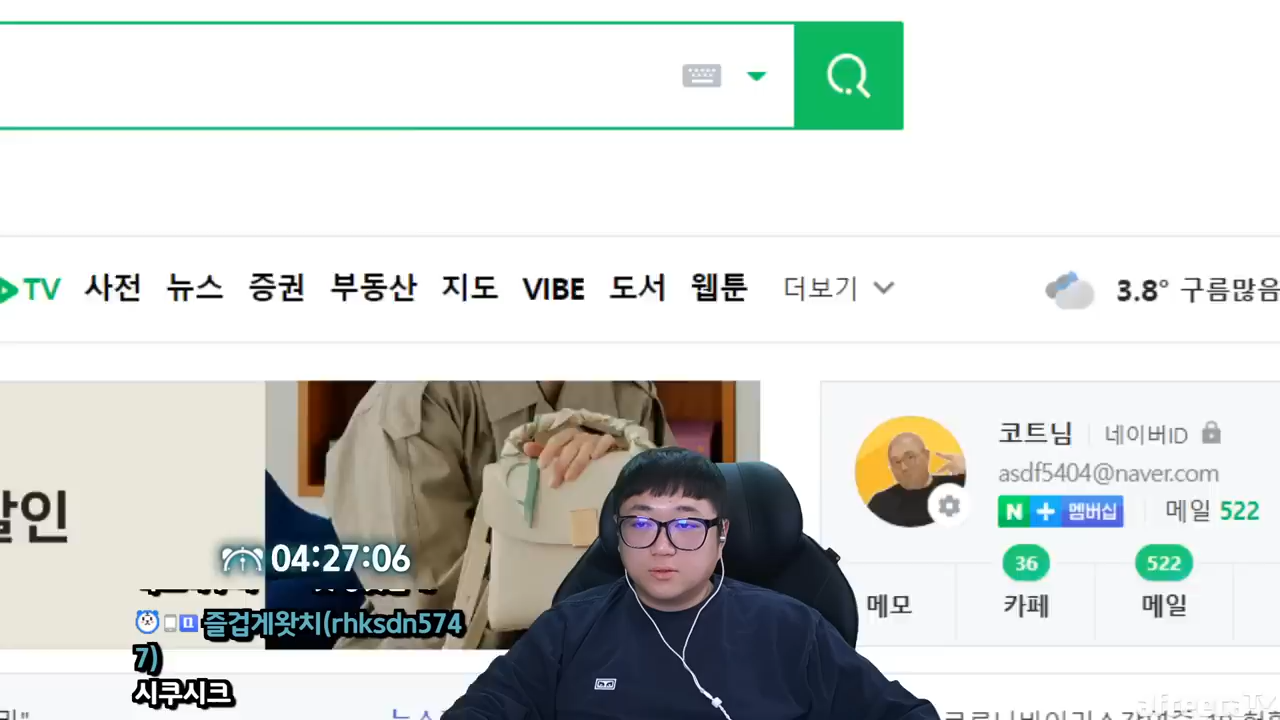 TV 사전 뉴스 증권 부동산 지도 VIBE 도서 웹툰 더보기
3.8° 구름많음
할인
코트님 네이버ID
asdf5404@naver.com
N + 멤버십 메일 522
36 522
메모 카페 메일
04:27:06
즐겁게왓치(rhksdn574
7)
시쿠시크
afreecaTV